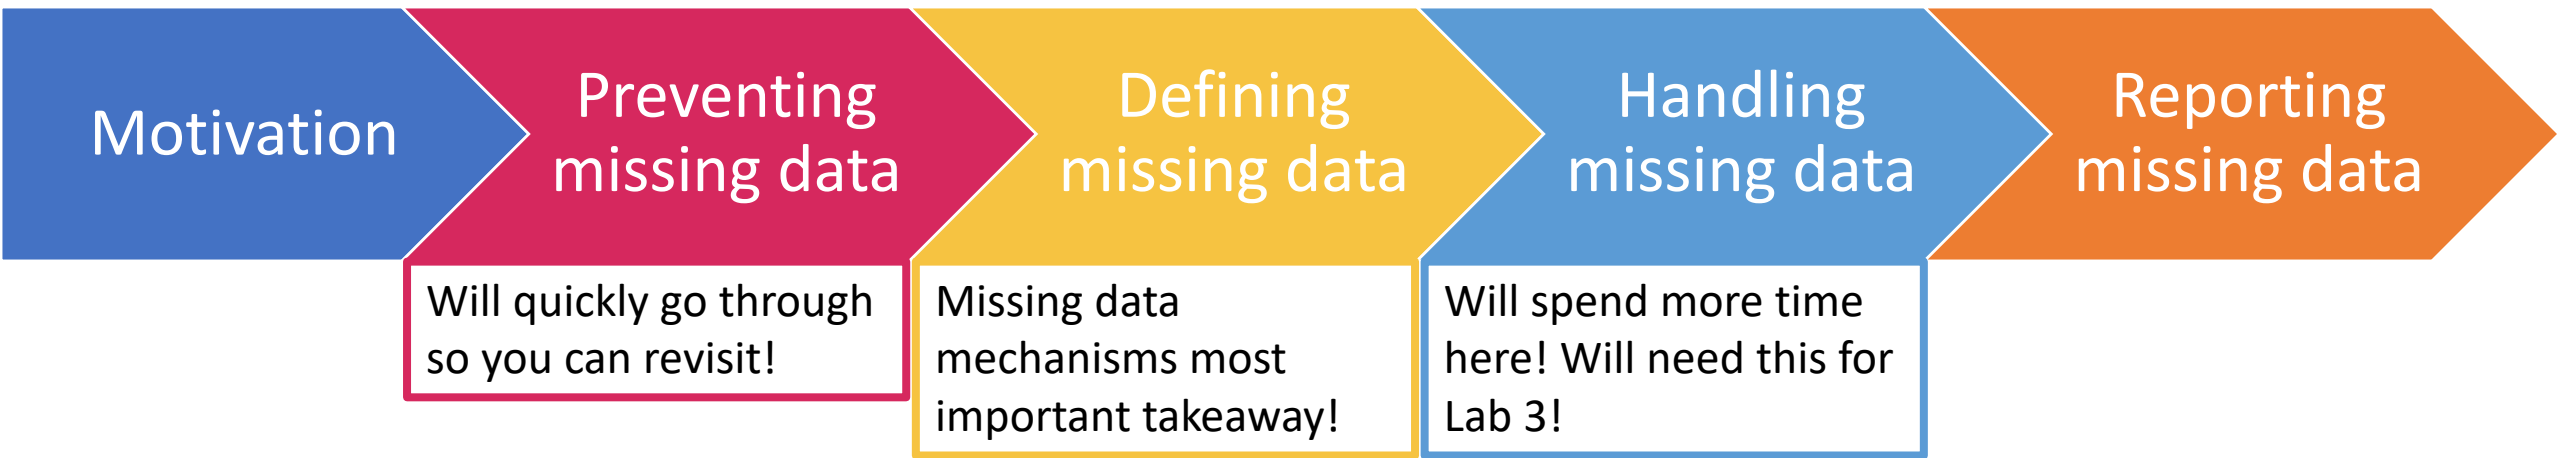 Motivation
Preventing
missing data
Defining
missing data
Handling
missing data
Reporting
missing data
Will quickly go through
so you can revisit!
Missing data
mechanisms most
important takeaway!
Will spend more time
here! Will need this for
Lab 3!